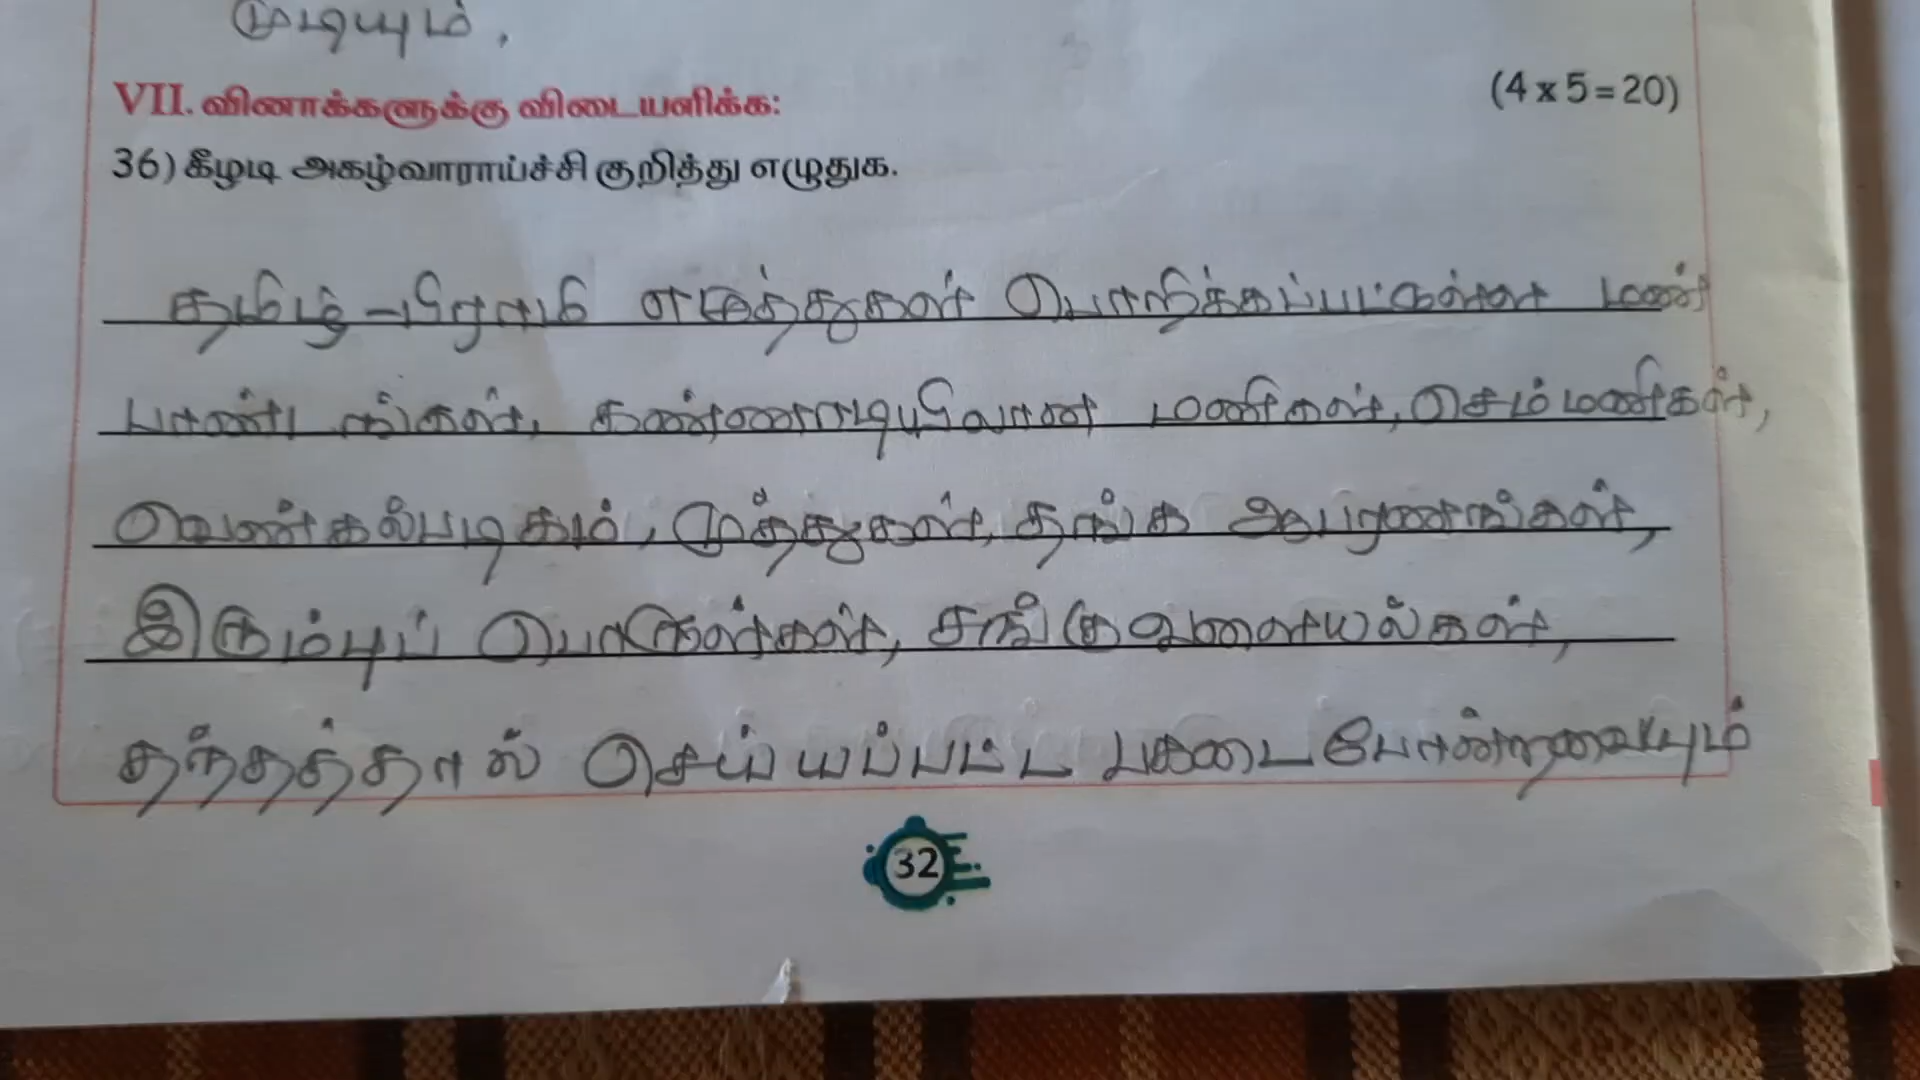 முடியும்.
VII. வினாக்களுக்கு விடையளிக்க:
(4 x 5 = 20)
36) கீழடி அகழ்வாராய்ச்சி குறித்து எழுதுக.
தமிழ் -பிராமி எழுத்துகள் பொறிக்கப்பட்டுள்ள மண்
பாண்டங்கள், கண்ணாடியிலான மணிகள், செம்மணிகள்,
வெண்கல்படிகம், முத்துகள், தங்க ஆபரணங்கள்,
இரும்புப் பொருள்கள், சங்கு வளையல்கள்,
தந்தத்தால் செய்யப்பட்ட பகடை போன்றவையும்
32